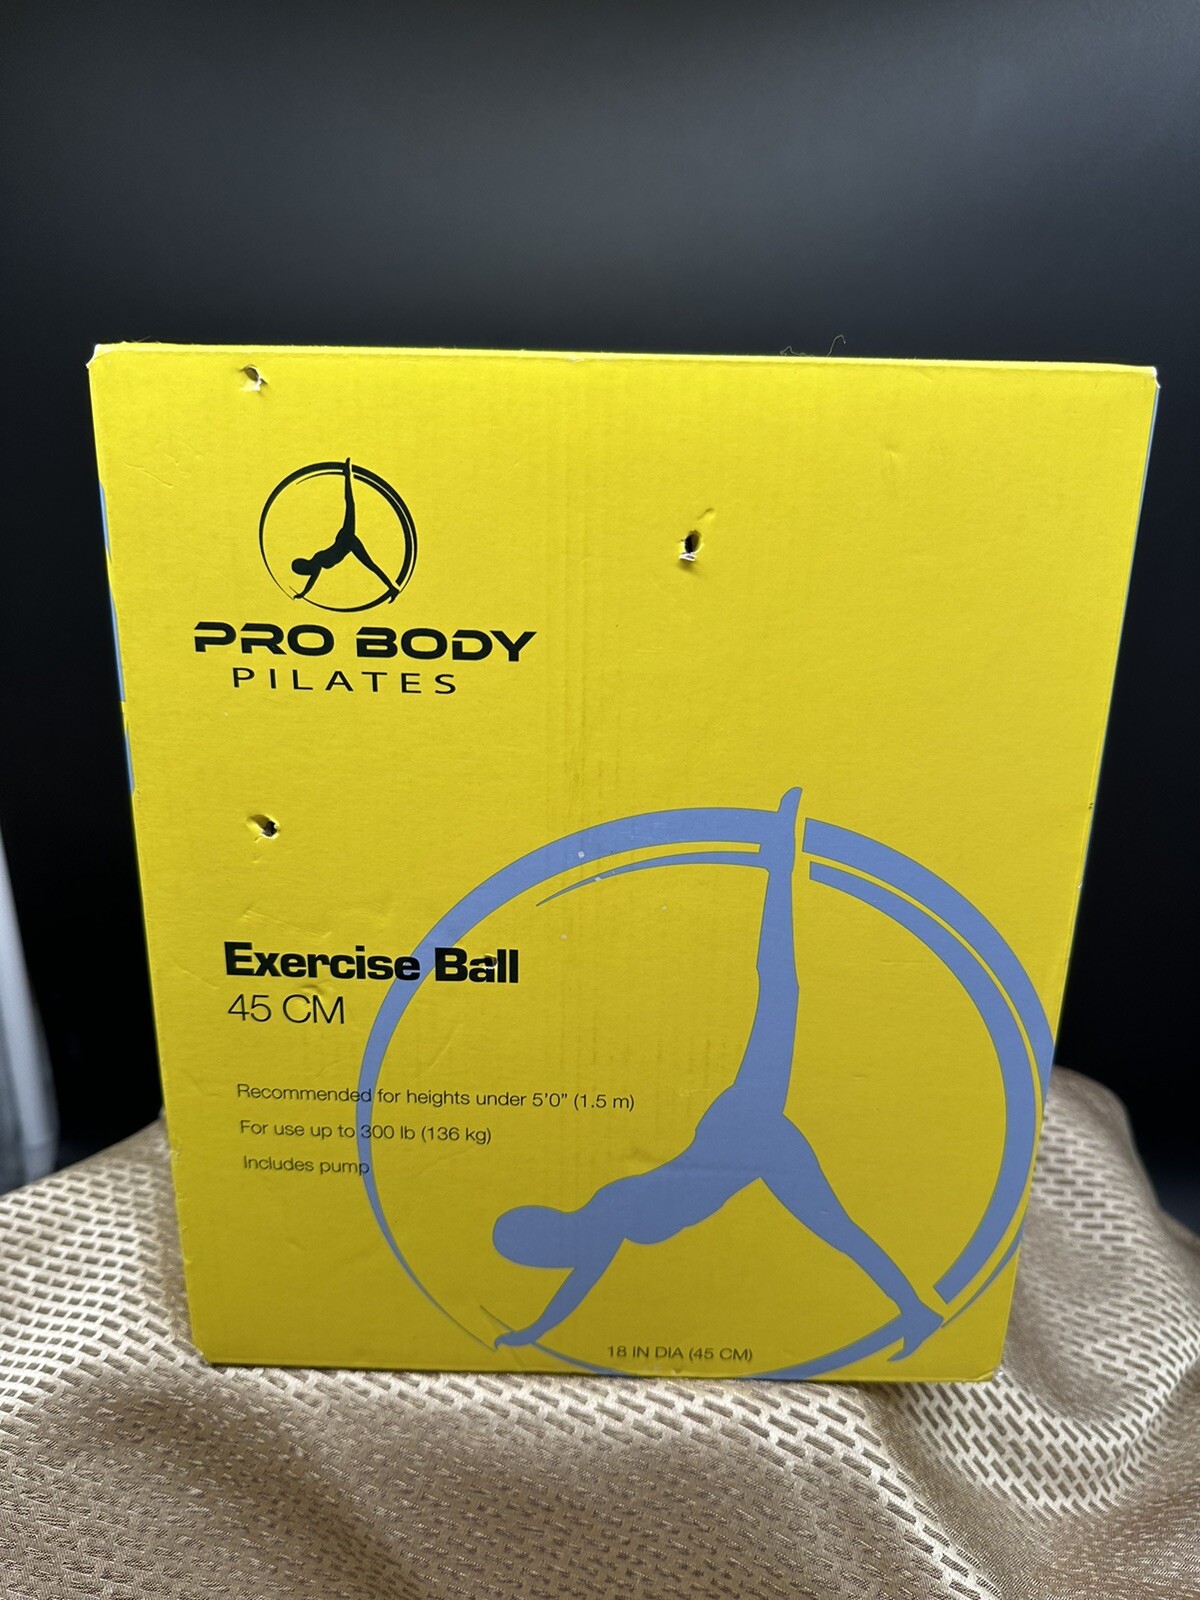 PRO BODY
PILATES
Exercise Ball
45 CM
Recommended for heights under 5'0" (1.5 m)
For use up to 300 lb (136 kg)
Includes pump
18 IN DIA (45 CM)